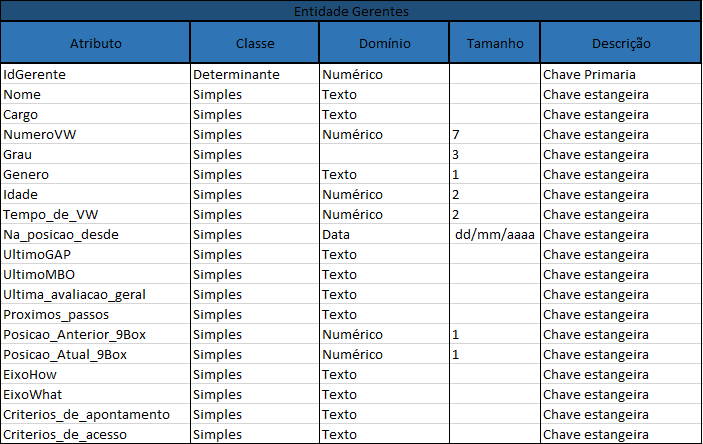 Entidade Gerentes
Atributo Classe Domínio Tamanho Descrição
IdGerente Determinante Numérico Chave Primaria
Nome Simples Texto Chave estangeira
Cargo Simples Texto Chave estangeira
NumeroVW Simples Numérico 7 Chave estangeira
Grau Simples 3 Chave estangeira
Genero Simples Texto 1 Chave estangeira
Idade Simples Numérico 2 Chave estangeira
Tempo_de_VW Simples Numérico 2 Chave estangeira
Na_posicao_desde Simples Data dd/mm/aaaa Chave estangeira
UltimoGAP Simples Texto Chave estangeira
UltimoMBO Simples Texto Chave estangeira
Ultima_avaliacao_geral Simples Texto Chave estangeira
Proximos_passos Simples Texto Chave estangeira
Posicao_Anterior_9Box Simples Numérico 1 Chave estangeira
Posicao_Atual_9Box Simples Numérico 1 Chave estangeira
EixoHow Simples Texto Chave estangeira
EixoWhat Simples Texto Chave estangeira
Criterios_de_apontamento Simples Texto Chave estangeira
Criterios_de_acesso Simples Texto Chave estangeira